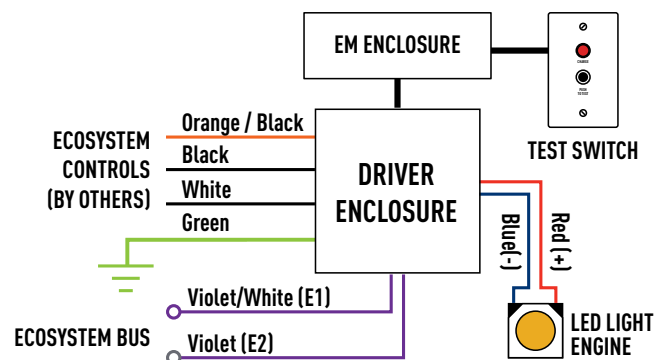 EM ENCLOSURE
CHARGE
PUSH
TO TEST
TEST SWITCH
ECOSYSTEM
CONTROLS
(BY OTHERS)
Orange / Black
Black
White
Green
DRIVER
ENCLOSURE
Blue(-)
Red (+)
Violet/White (E1)
ECOSYSTEM BUS
Violet (E2)
LED LIGHT
ENGINE